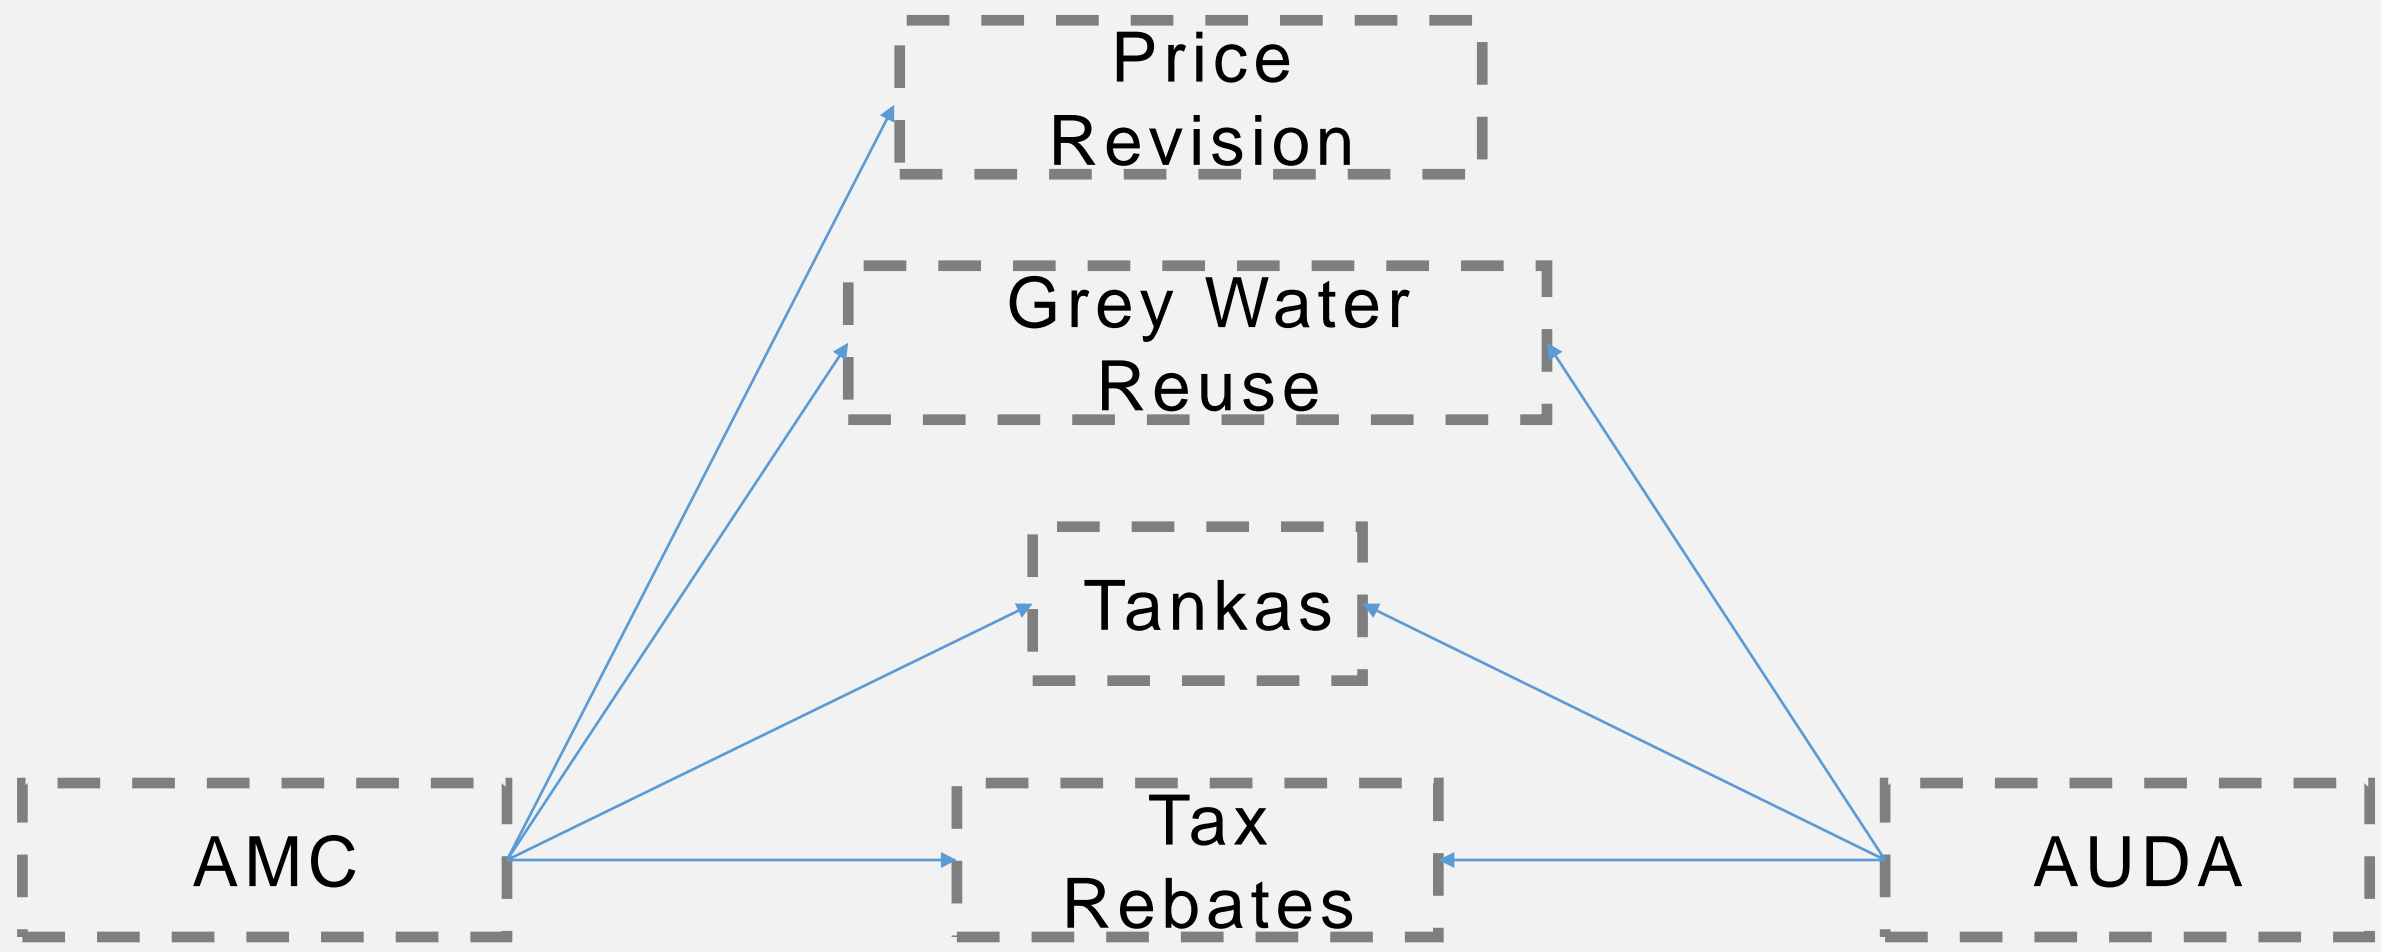 Price
Revision
Grey Water
Reuse
Tankas
AMC
Tax
Rebates
AUDA